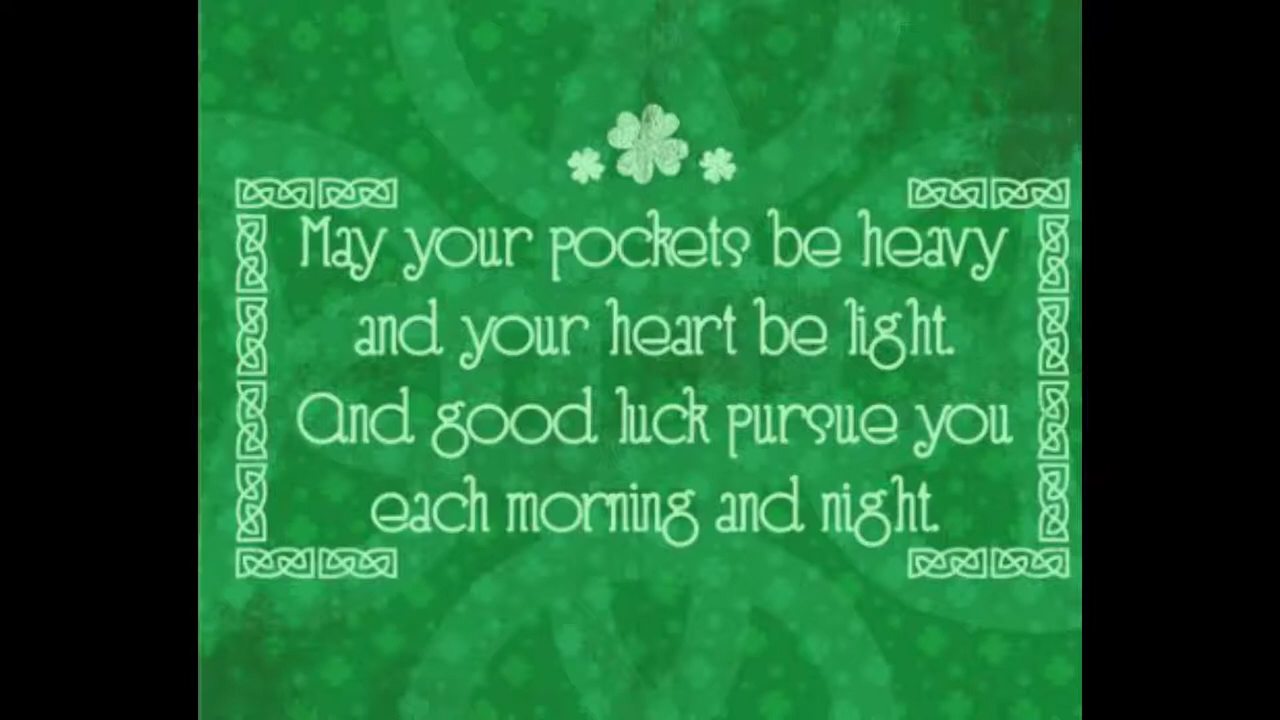 May your pockets be heavy
and your heart be light.
And good luck pursue you
each morning and night.